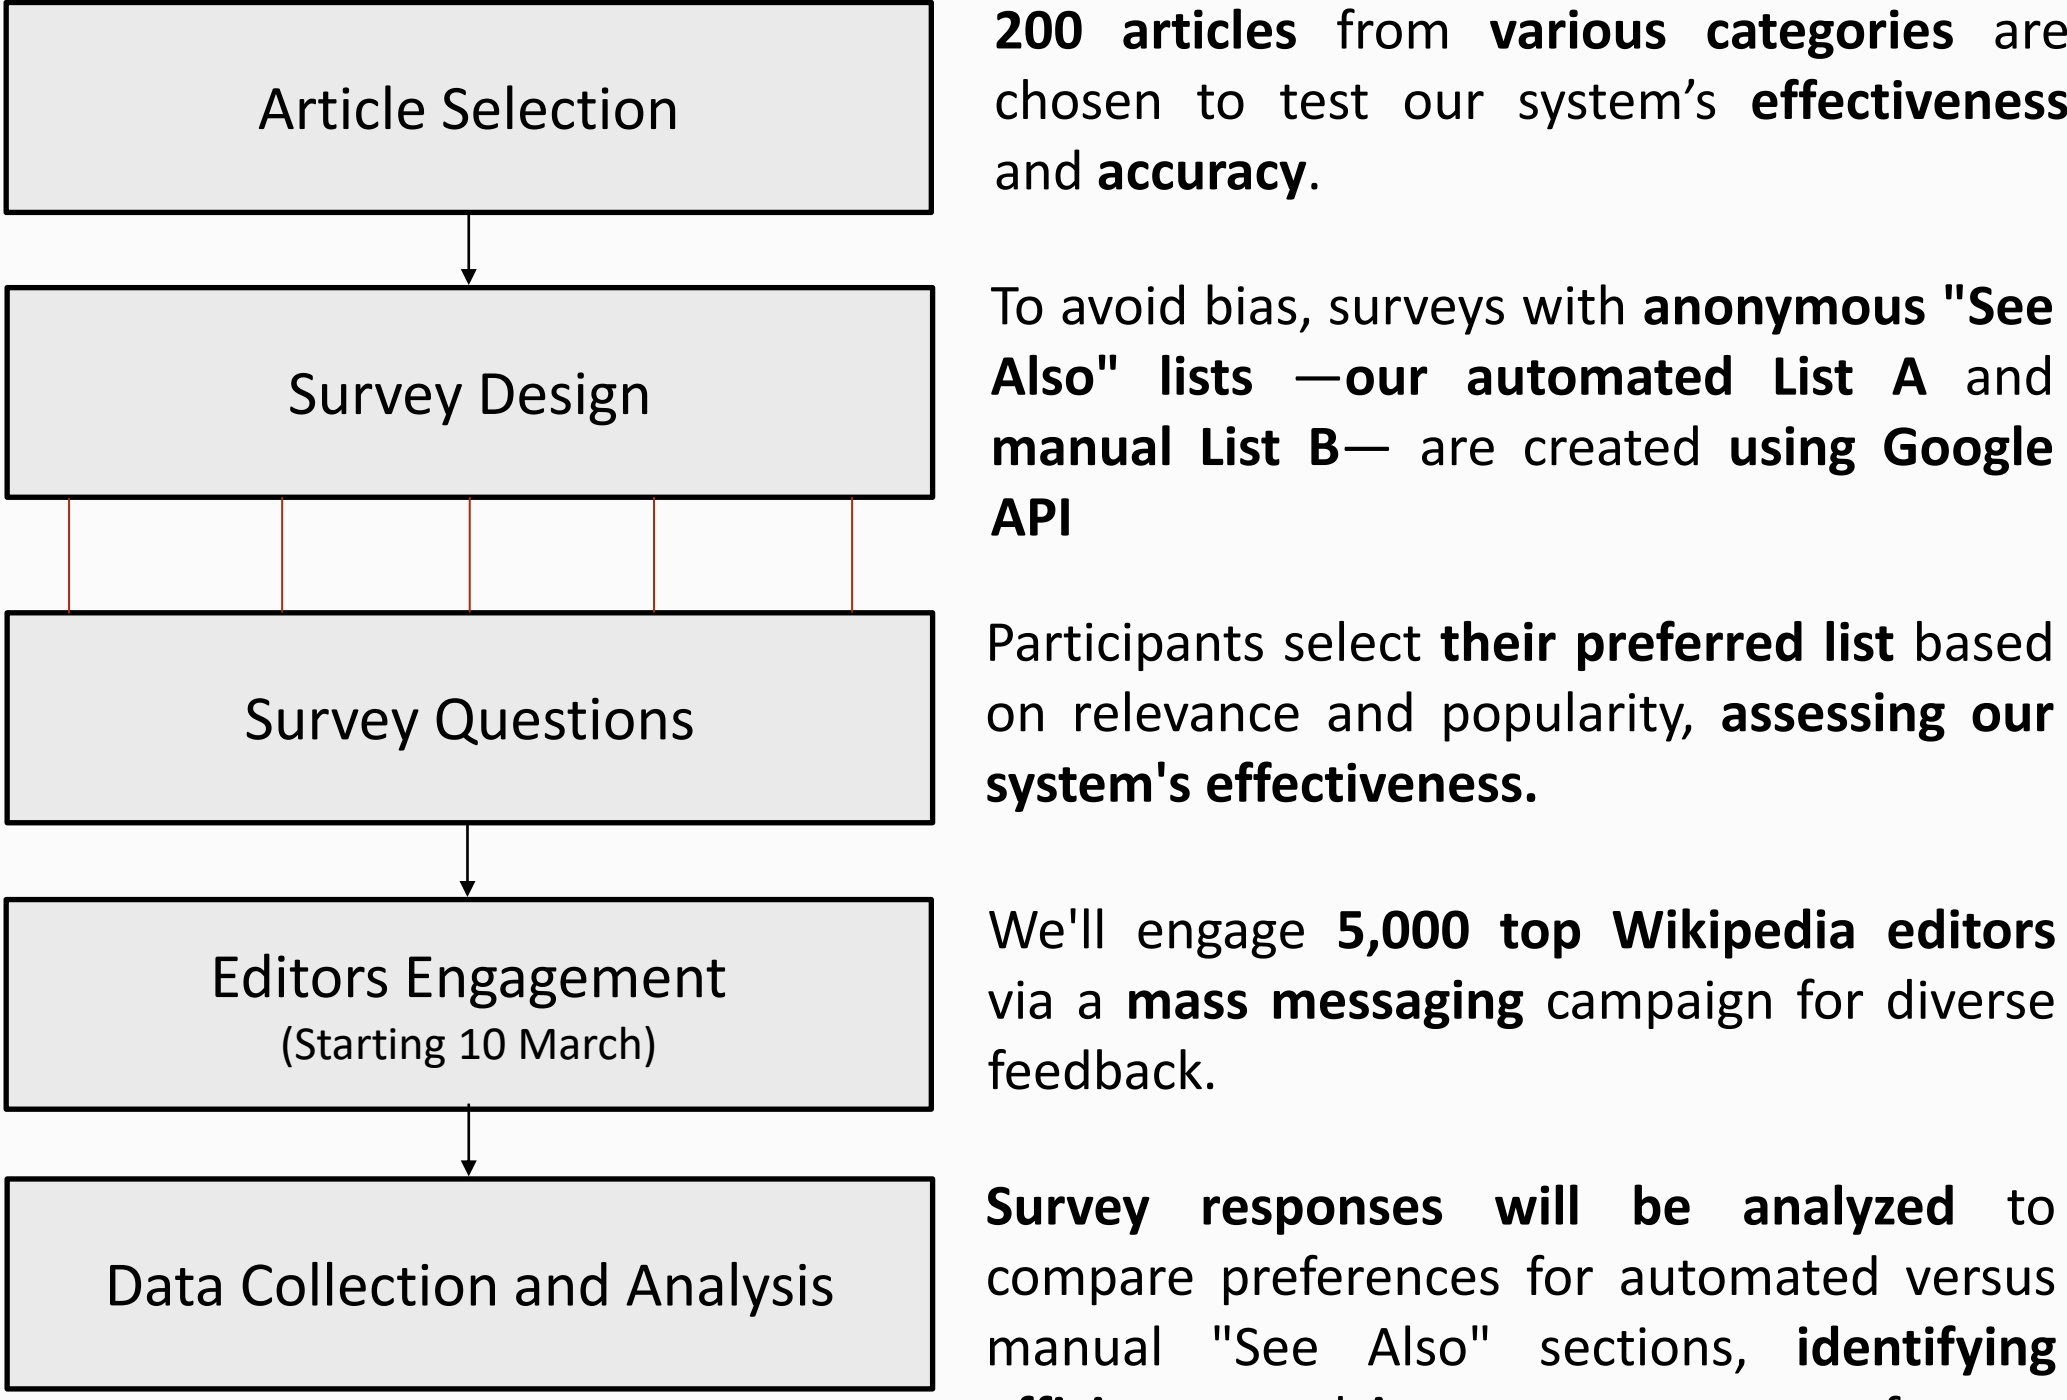 Article Selection
200 articles from various categories are
chosen to test our system’s effectiveness
and accuracy.
Survey Design
To avoid bias, surveys with anonymous "See
Also" lists —our automated List A and
manual List B— are created using Google
API
Survey Questions
Participants select their preferred list based
on relevance and popularity, assessing our
system's effectiveness.
Editors Engagement
(Starting 10 March)
We'll engage 5,000 top Wikipedia editors
via a mass messaging campaign for diverse
feedback.
Data Collection and Analysis
Survey responses will be analyzed to
compare preferences for automated versus
manual "See Also" sections, identifying